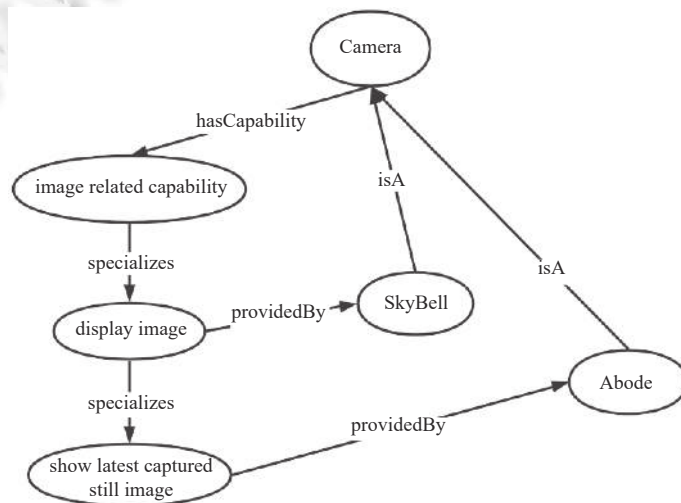 Camera
hasCapability
image related capability
isA
specializes
isA
SkyBell
providedBy
display image
Abode
specializes
providedBy
show latest captured
still image